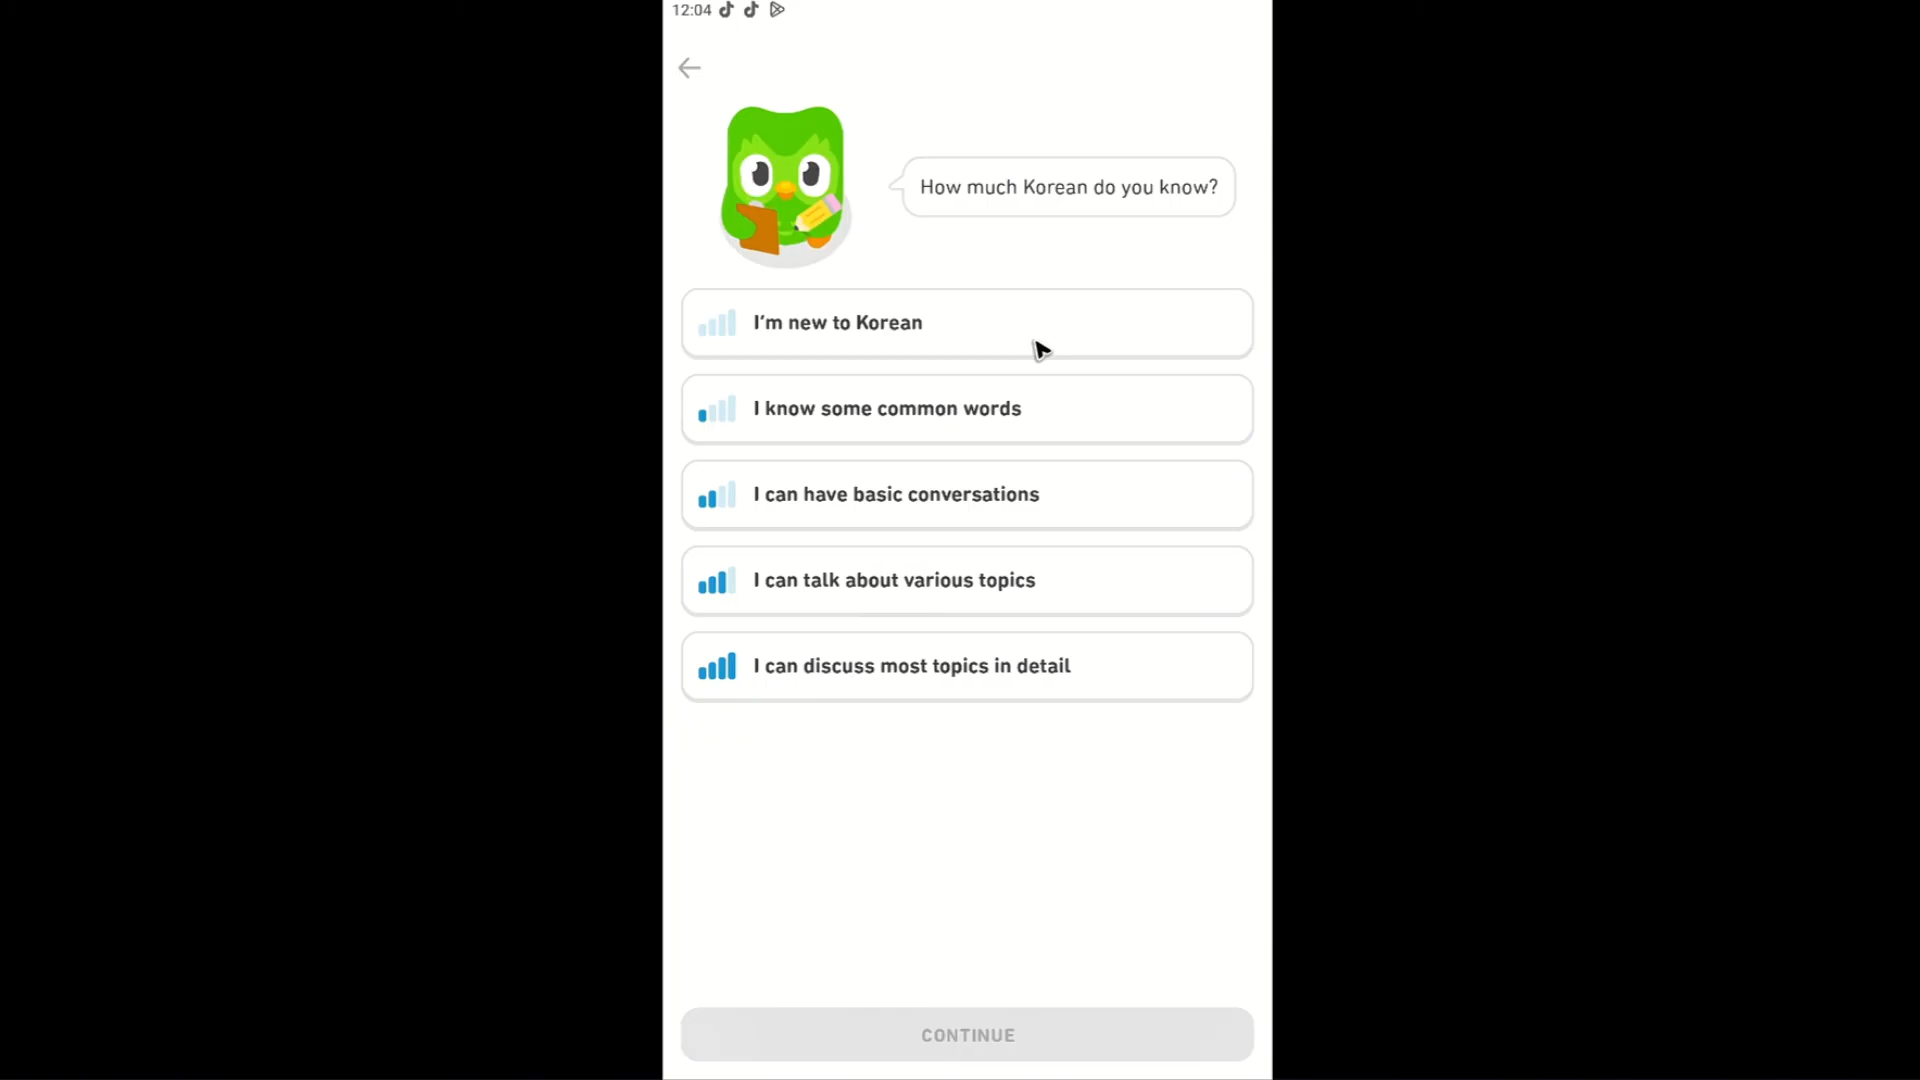 12:04
How much Korean do you know?
I'm new to Korean
I know some common words
I can have basic conversations
I can talk about various topics
I can discuss most topics in detail
CONTINUE